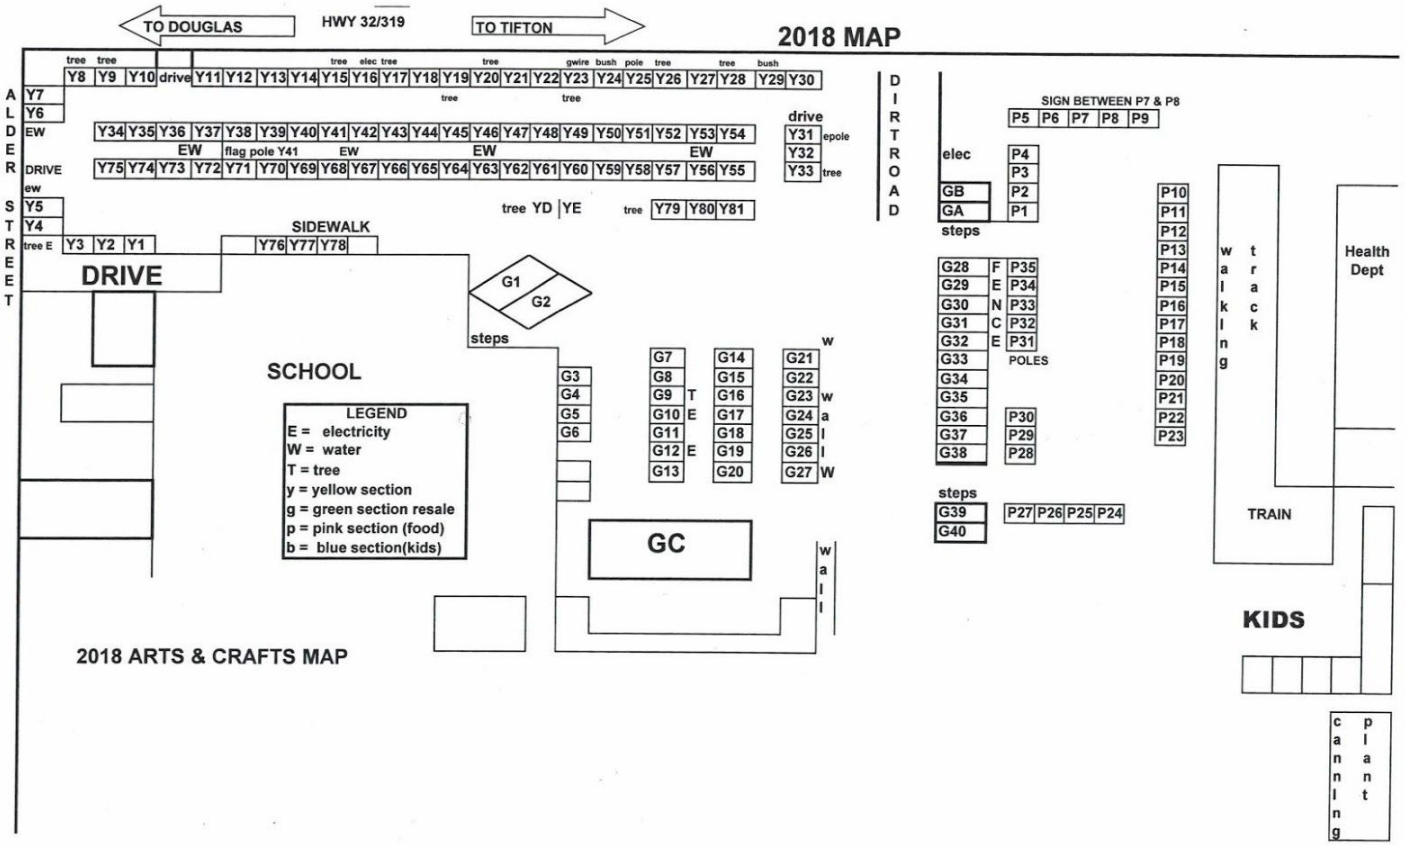 TO DOUGLAS
HWY 32/319
TO TIFTON
2018 MAP
tree tree tree elec tree tree gwire bush pole tree tree bush
Y8 Y9 Y10 drive Y11 Y12 Y13 Y14 Y15 Y16 Y17 Y18 Y19 Y20 Y21 Y22 Y23 Y24 Y25 Y26 Y27 Y28 Y29 Y30
tree tree
Y7
Y6
ALDER STREET
EW
Y34 Y35 Y36 Y37 Y38 Y39 Y40 Y41 Y42 Y43 Y44 Y45 Y46 Y47 Y48 Y49 Y50 Y51 Y52 Y53 Y54
EW flag pole Y41 EW EW EW
DRIVE
Y75 Y74 Y73 Y72 Y71 Y70 Y69 Y68 Y67 Y66 Y65 Y64 Y63 Y62 Y61 Y60 Y59 Y58 Y57 Y56 Y55
drive
Y31 epole
Y32
Y33 tree
ew
Y5
Y4
tree E Y3 Y2 Y1
tree YD YE tree Y79 Y80 Y81
SIDEWALK
Y76 Y77 Y78
DRIVE
DIRT ROAD
SIGN BETWEEN P7 & P8
P5 P6 P7 P8 P9
elec
P4
P3
GB P2
GA P1
steps
G28 P35
G29 P34
G30 P33
G31 P32
G32 P31
FENCE
G33 POLES
G34
G35
G36 P30
G37 P29
G38 P28
steps
G39 P27 P26 P25 P24
G40
P10
P11
P12
P13
P14
P15
P16
P17
P18
P19
P20
P21
P22
P23
walking
track
Health
Dept
TRAIN
KIDS
canning
plant
G1
G2
steps
G3
G4
G5
G6
G7 G14 G21
G8 G15 G22
G9 T G16 G23
G10 E G17 G24
G11 G18 G25
G12 E G19 G26
G13 G20 G27
w
wall
W
GC
wall
SCHOOL
LEGEND
E = electricity
W = water
T = tree
y = yellow section
g = green section resale
p = pink section (food)
b = blue section(kids)
2018 ARTS & CRAFTS MAP